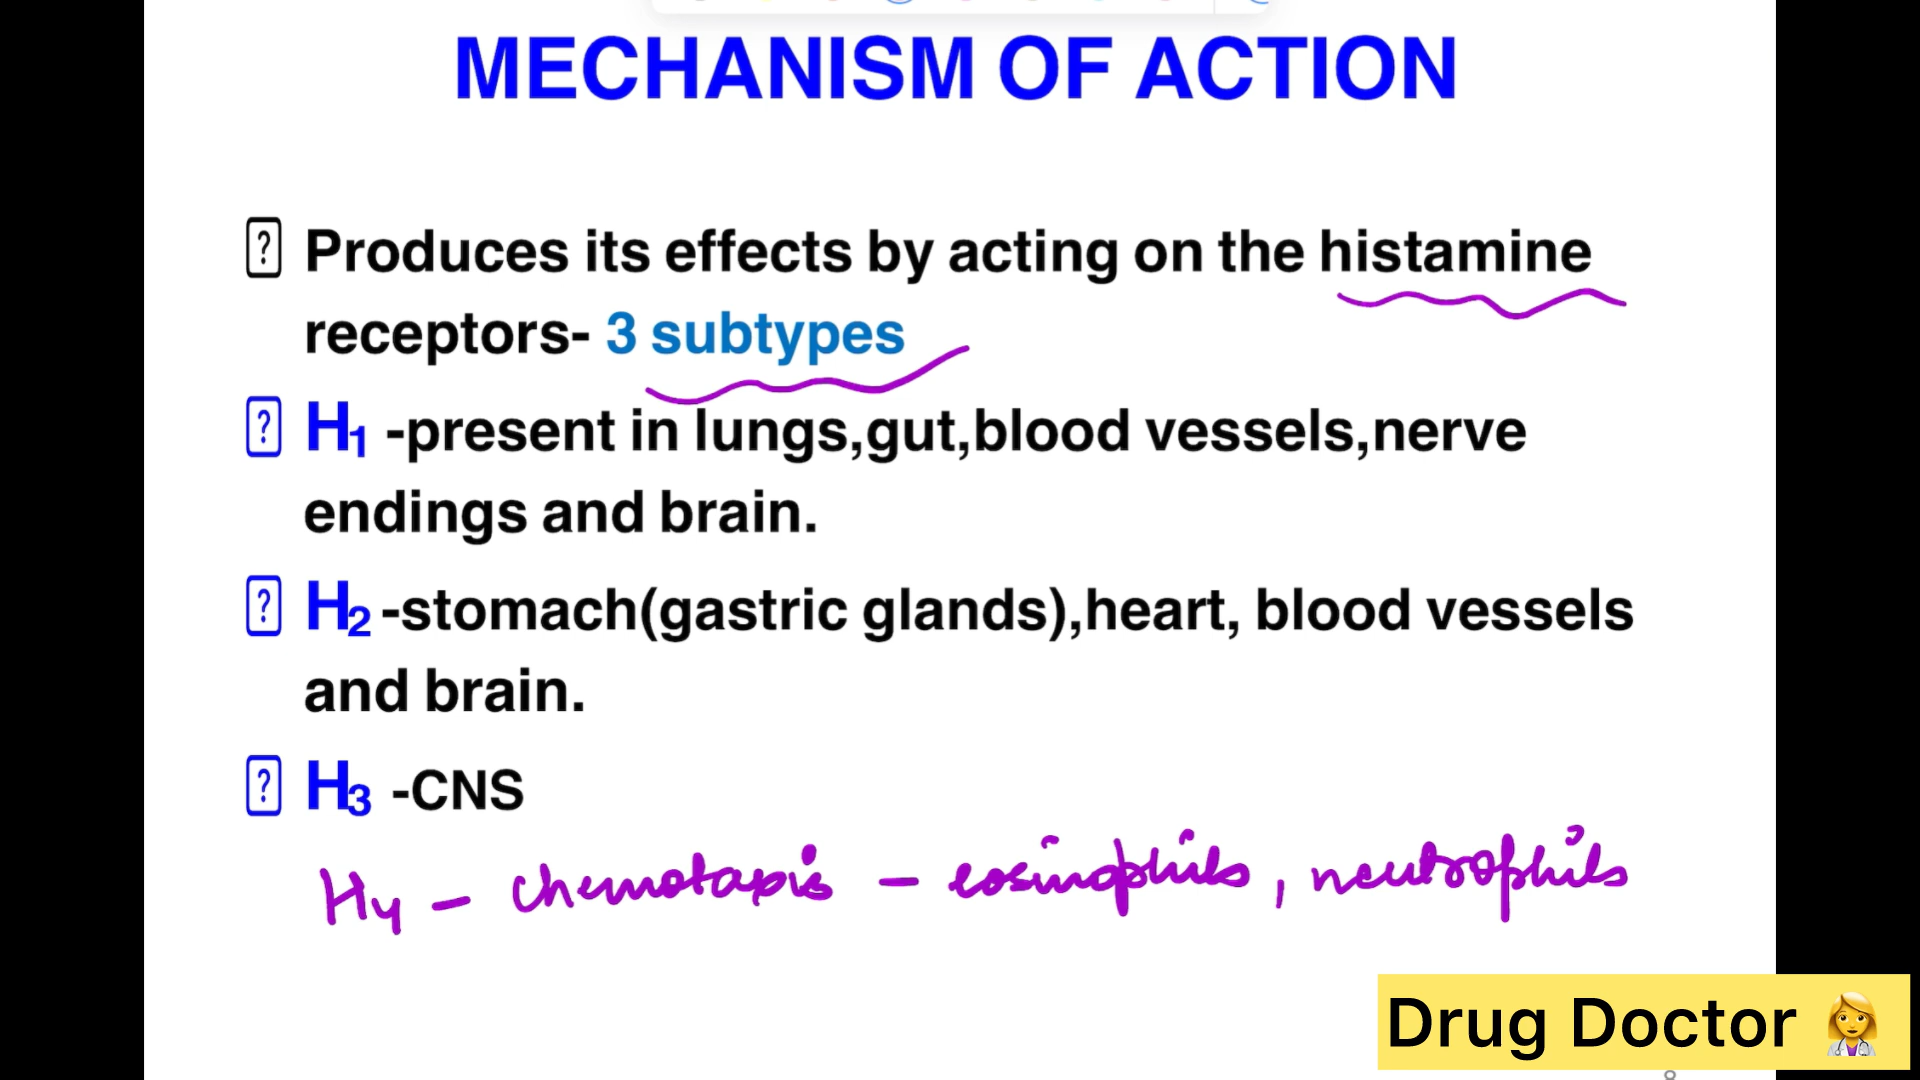 MECHANISM OF ACTION
Produces its effects by acting on the histamine
receptors- 3 subtypes
H₁ -present in lungs,gut,blood vessels,nerve
endings and brain.
H₂ -stomach(gastric glands),heart, blood vessels
and brain.
H₃ -CNS
H₄ – chemotaxis – eosinophils, neutrophils
Drug Doctor 👩‍⚕️